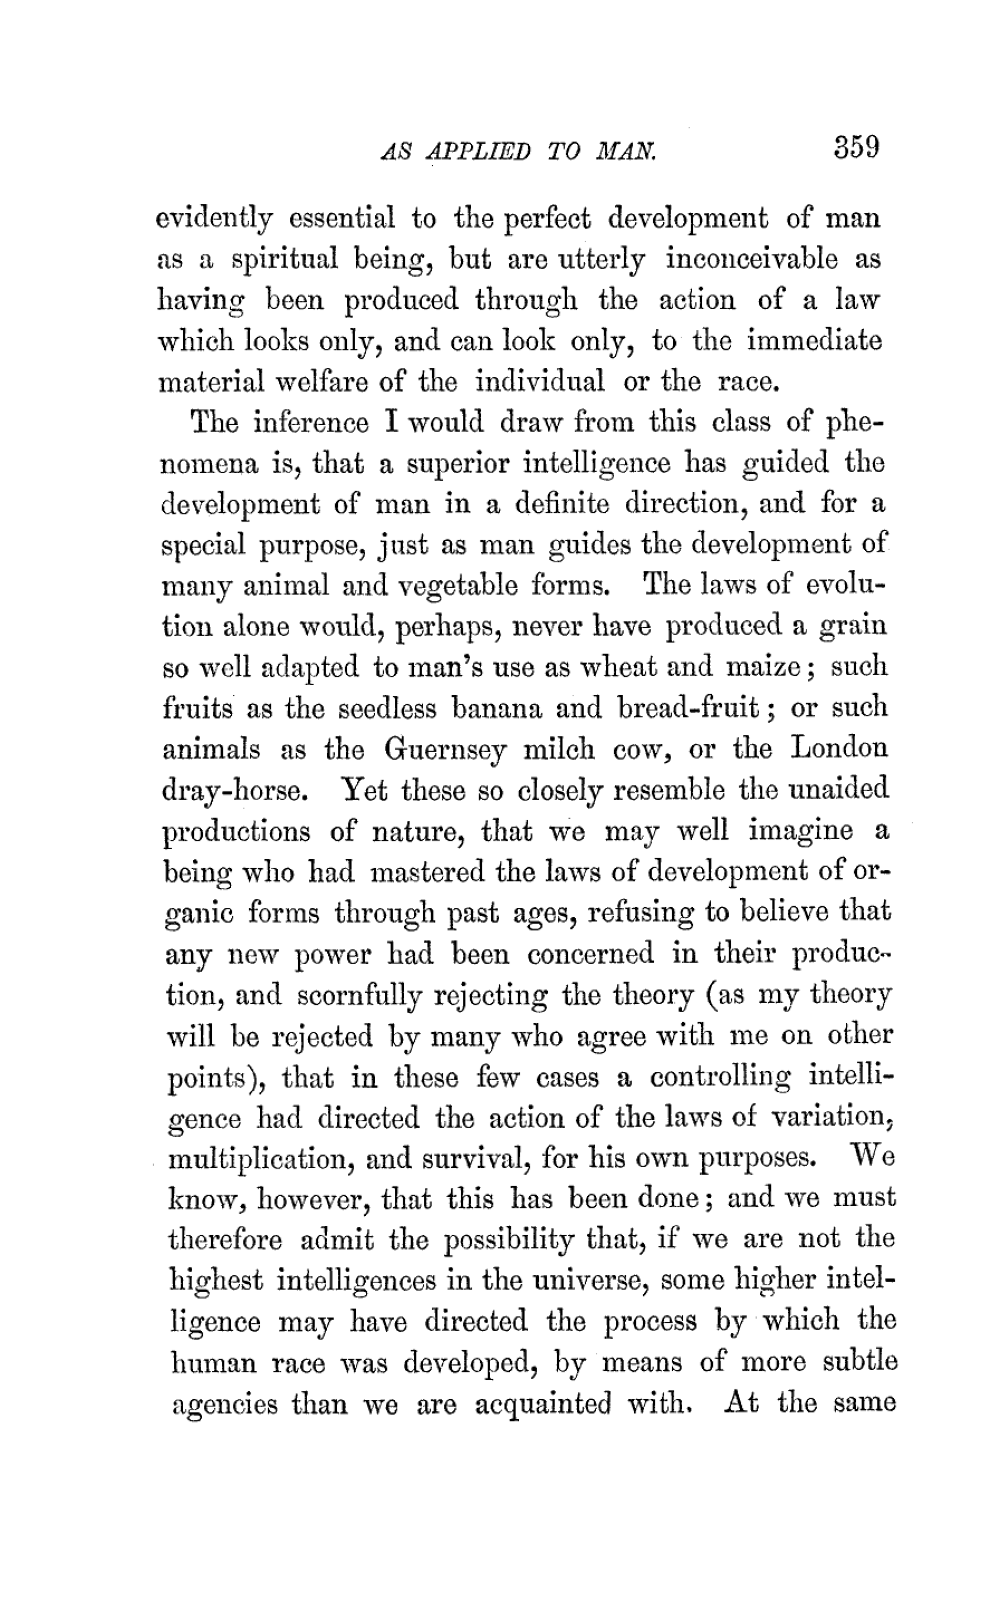 AS APPLIED TO MAN. 359
evidently essential to the perfect development of man
as a spiritual being, but are utterly inconceivable as
having been produced through the action of a law
which looks only, and can look only, to the immediate
material welfare of the individual or the race.
The inference I would draw from this class of phe-
nomena is, that a superior intelligence has guided the
development of man in a definite direction, and for a
special purpose, just as man guides the development of
many animal and vegetable forms. The laws of evolu-
tion alone would, perhaps, never have produced a grain
so well adapted to man's use as wheat and maize; such
fruits as the seedless banana and bread-fruit; or such
animals as the Guernsey milch cow, or the London
dray-horse. Yet these so closely resemble the unaided
productions of nature, that we may well imagine a
being who had mastered the laws of development of or-
ganic forms through past ages, refusing to believe that
any new power had been concerned in their produc-
tion, and scornfully rejecting the theory (as my theory
will be rejected by many who agree with me on other
points), that in these few cases a controlling intelli-
gence had directed the action of the laws of variation,
multiplication, and survival, for his own purposes. We
know, however, that this has been done; and we must
therefore admit the possibility that, if we are not the
highest intelligences in the universe, some higher intel-
ligence may have directed the process by which the
human race was developed, by means of more subtle
agencies than we are acquainted with. At the same